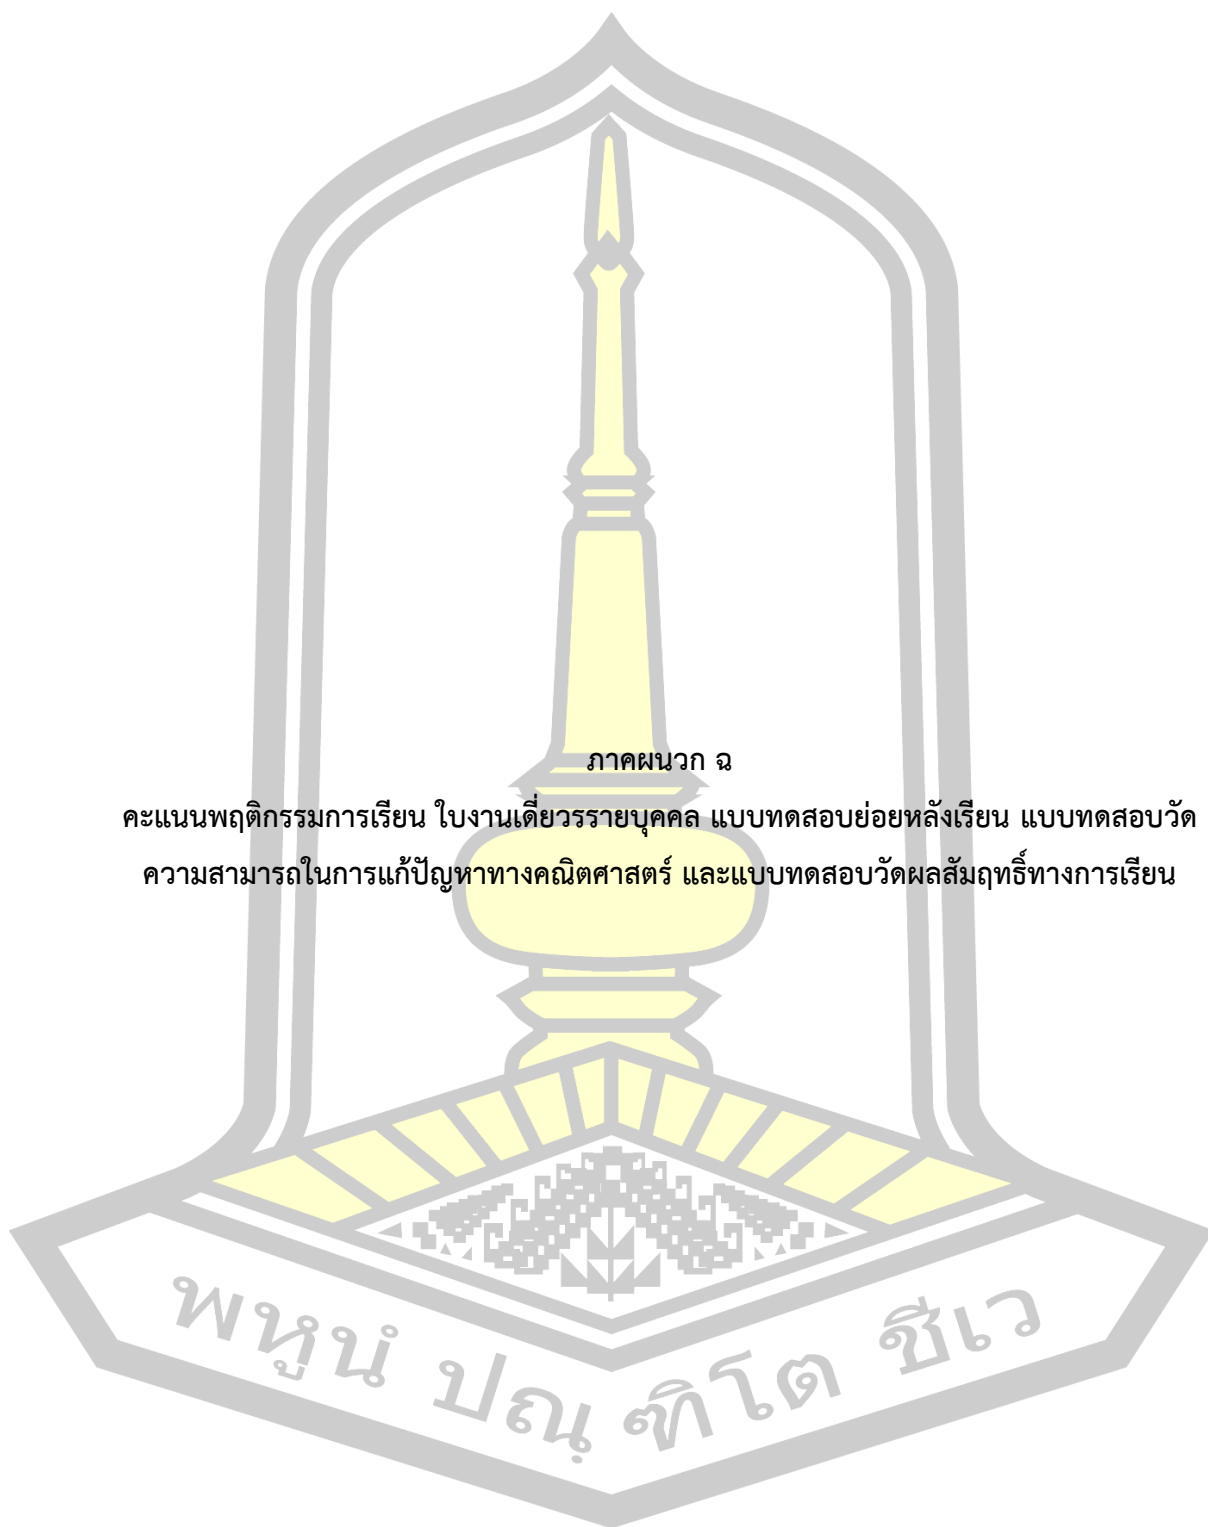 ภาคผนวก ฉ
คะแนนพฤติกรรมการเรียน ใบงานเดี่ยวรรายบุคคล แบบทดสอบย่อยหลังเรียน แบบทดสอบวัด
ความสามารถในการแก้ปัญหาทางคณิตศาสตร์ และแบบทดสอบวัดผลสัมฤทธิ์ทางการเรียน
พหูนํ ปณฺฑิโต ชีเว